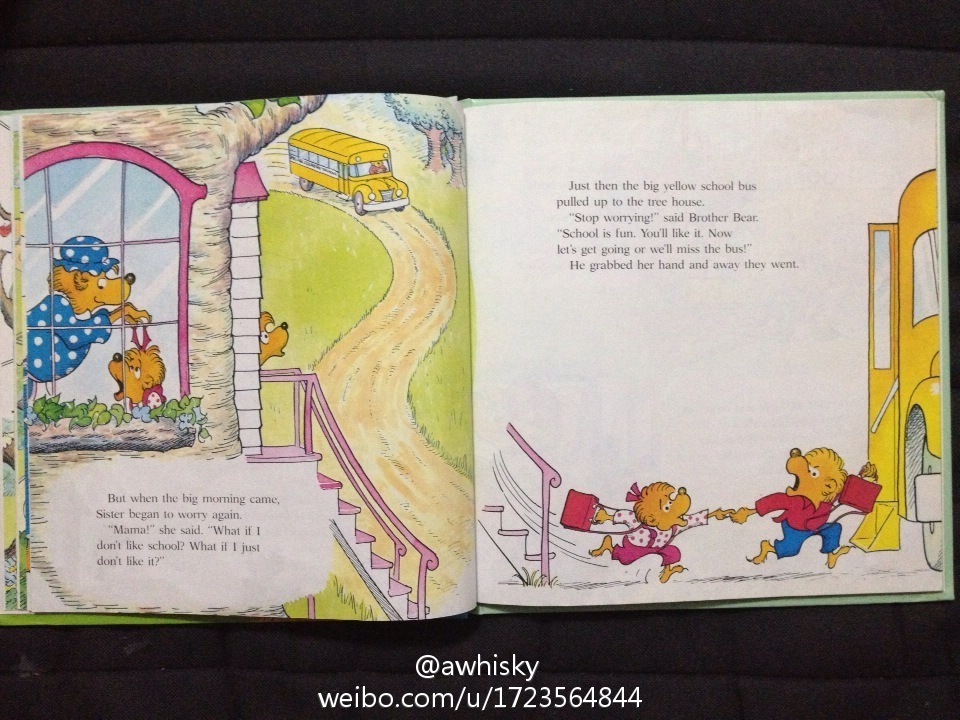 But when the big morning came,
Sister began to worry again.
"Mama!" she said. "What if I
don't like school? What if I just
don't like it?"
Just then the big yellow school bus
pulled up to the tree house.
"Stop worrying!" said Brother Bear.
"School is fun. You'll like it. Now
let's get going or we'll miss the bus!"
He grabbed her hand and away they went.
@awhisky
weibo.com/u/1723564844